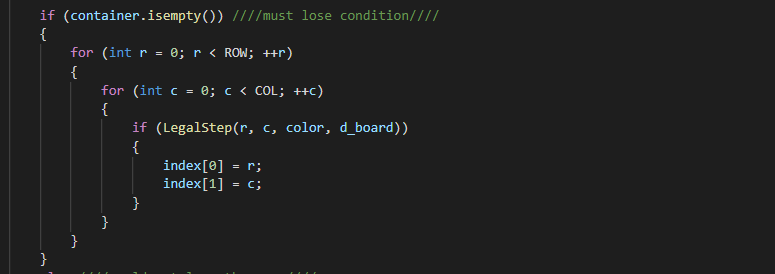 if (container.isempty()) ////must lose condition////
{
for (int r = 0; r < ROW; ++r)
{
for (int c = 0; c < COL; ++c)
{
if (LegalStep(r, c, color, d_board))
{
index[0] = r;
index[1] = c;
}
}
}
}